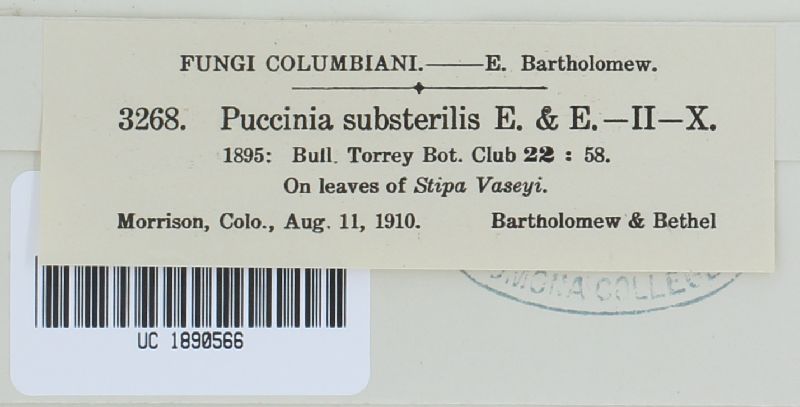 FUNGI COLUMBIANI.——E. Bartholomew.
3268. Puccinia substerilis E. & E.—II—X.
1895: Bull. Torrey Bot. Club 22 : 58.
On leaves of Stipa Vaseyi.
Morrison, Colo., Aug. 11, 1910. Bartholomew & Bethel
COLLEGE
UC 1890566